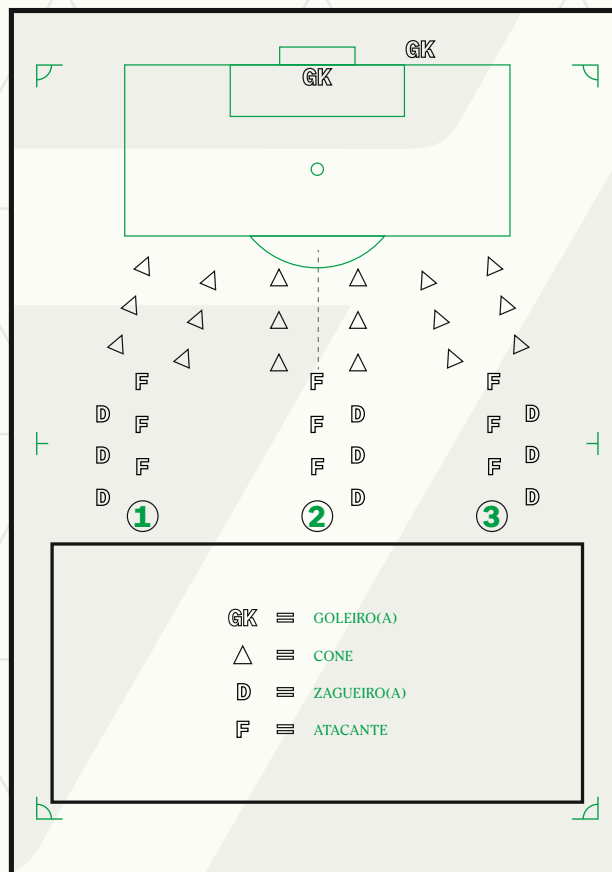 GK
GK
F F F
D D D
F F F
D D D
F F F
D D D
1 2 3
GK = GOLEIRO(A)
△ = CONE
D = ZAGUEIRO(A)
F = ATACANTE